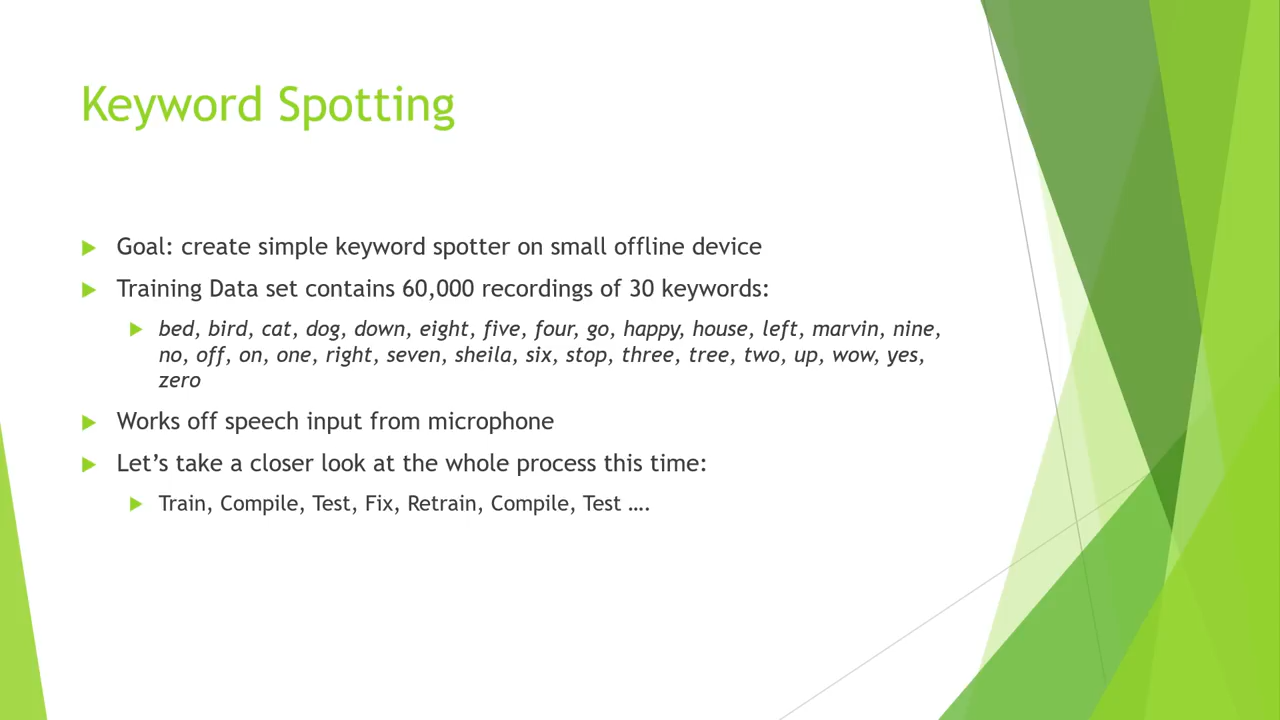 Keyword Spotting
Goal: create simple keyword spotter on small offline device
Training Data set contains 60,000 recordings of 30 keywords:
bed, bird, cat, dog, down, eight, five, four, go, happy, house, left, marvin, nine,
no, off, on, one, right, seven, sheila, six, stop, three, tree, two, up, wow, yes,
zero
Works off speech input from microphone
Let’s take a closer look at the whole process this time:
Train, Compile, Test, Fix, Retrain, Compile, Test ….